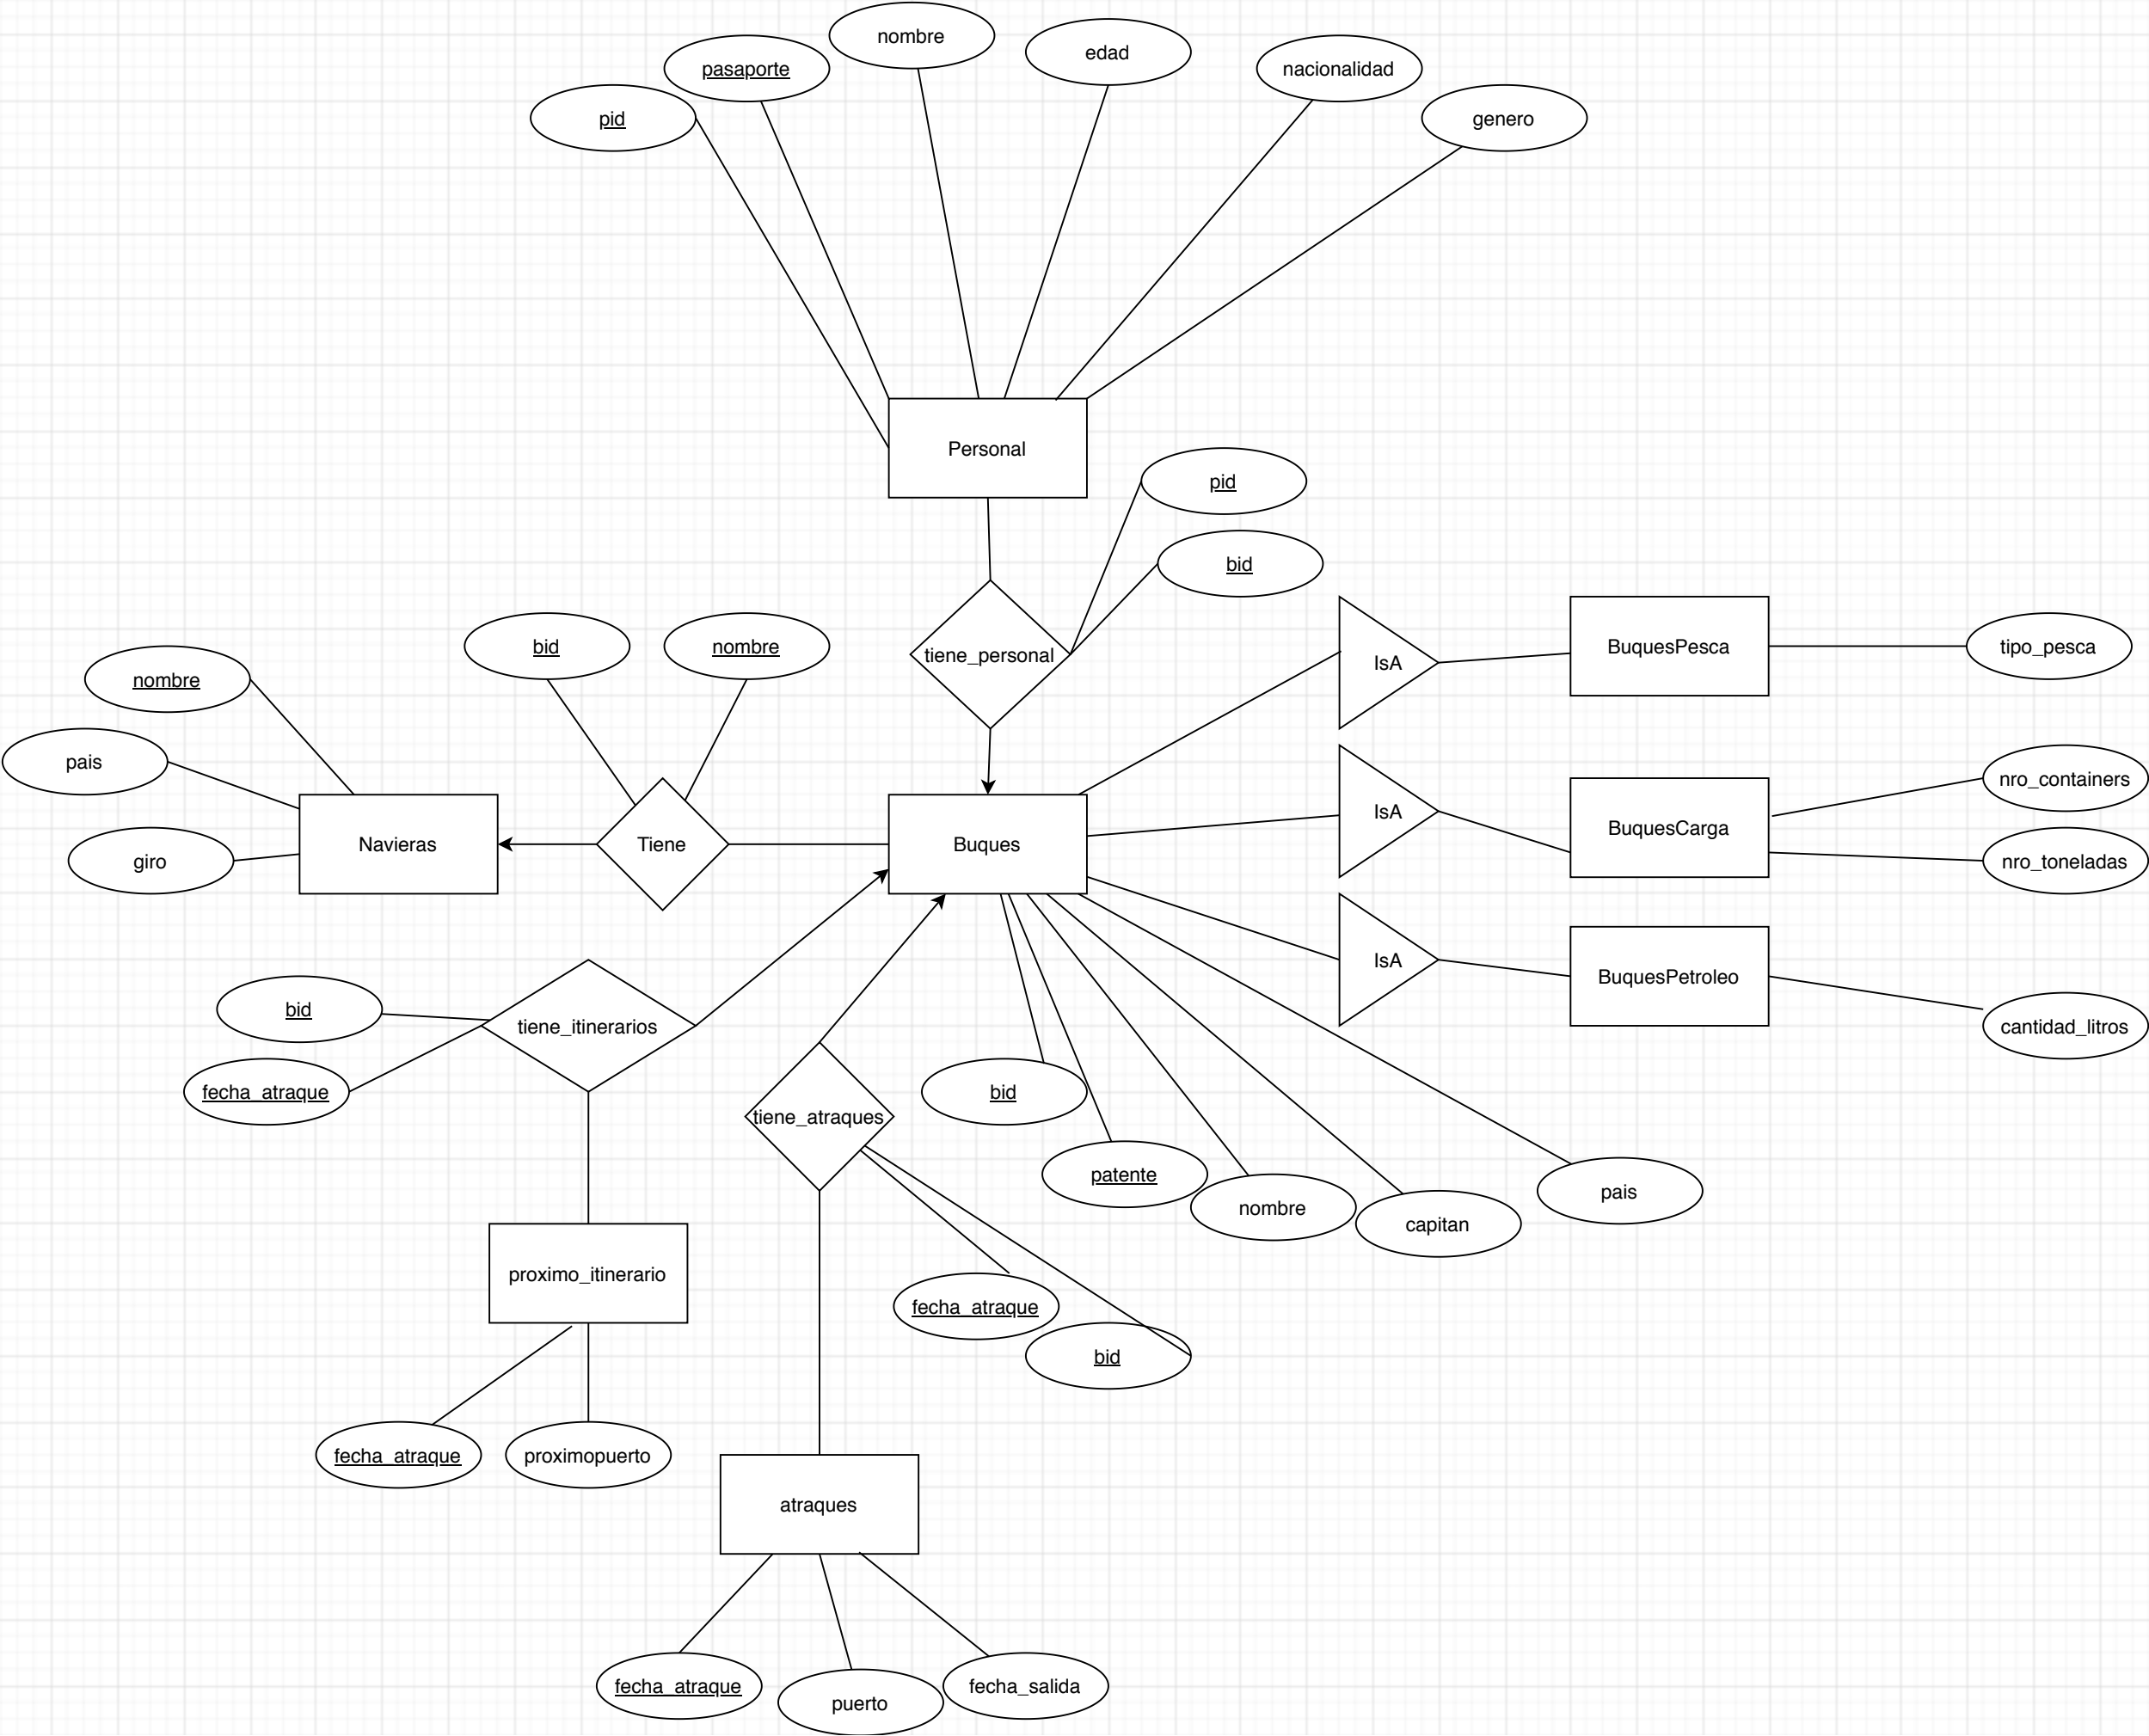 nombre
edad
pasaporte
nacionalidad
pid
genero
Personal
pid
bid
tiene_personal
bid
nombre
nombre
pais
giro
Navieras
Tiene
Buques
IsA
BuquesPesca
tipo_pesca
IsA
BuquesCarga
nro_containers
nro_toneladas
IsA
BuquesPetroleo
cantidad_litros
bid
tiene_itinerarios
fecha_atraque
tiene_atraques
bid
patente
nombre
capitan
pais
proximo_itinerario
fecha_atraque
bid
fecha_atraque
proximopuerto
atraques
fecha_atraque
puerto
fecha_salida